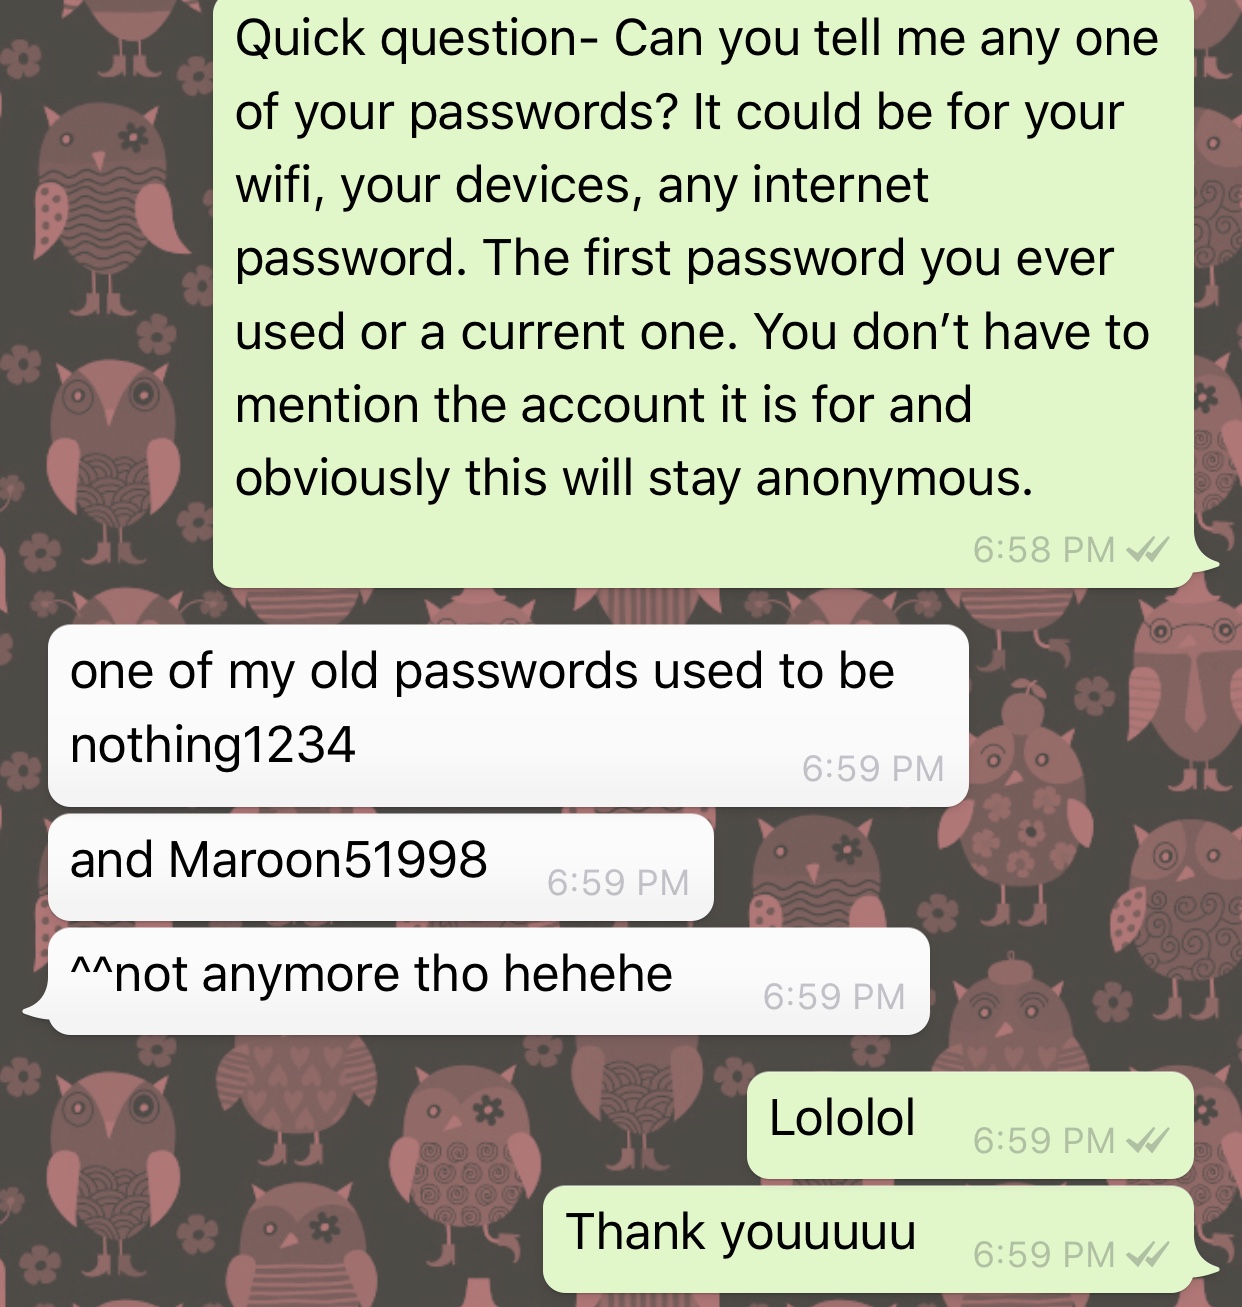 Quick question- Can you tell me any one
of your passwords? It could be for your
wifi, your devices, any internet
password. The first password you ever
used or a current one. You don’t have to
mention the account it is for and
obviously this will stay anonymous.
6:58 PM
one of my old passwords used to be
nothing1234
6:59 PM
and Maroon51998 6:59 PM
^^not anymore tho hehehe 6:59 PM
Lololol 6:59 PM
Thank youuuuu 6:59 PM